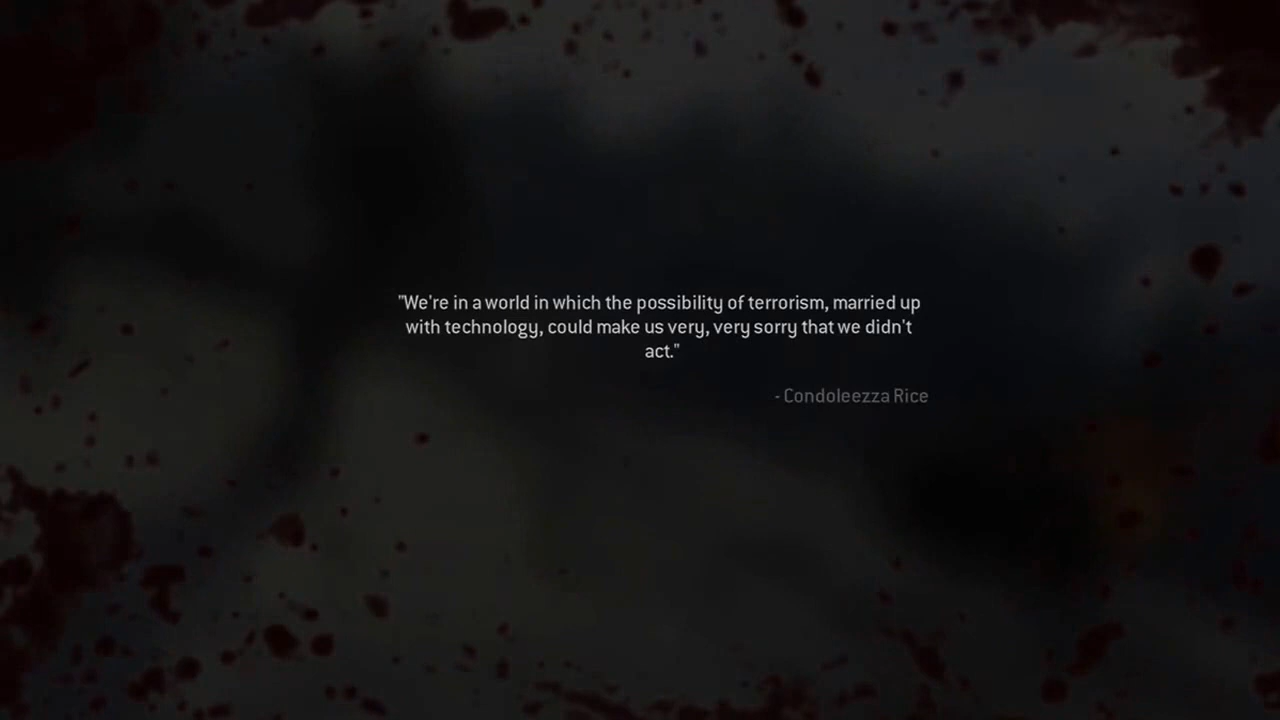 "We're in a world in which the possibility of terrorism, married up
with technology, could make us very, very sorry that we didn't
act."
- Condoleezza Rice